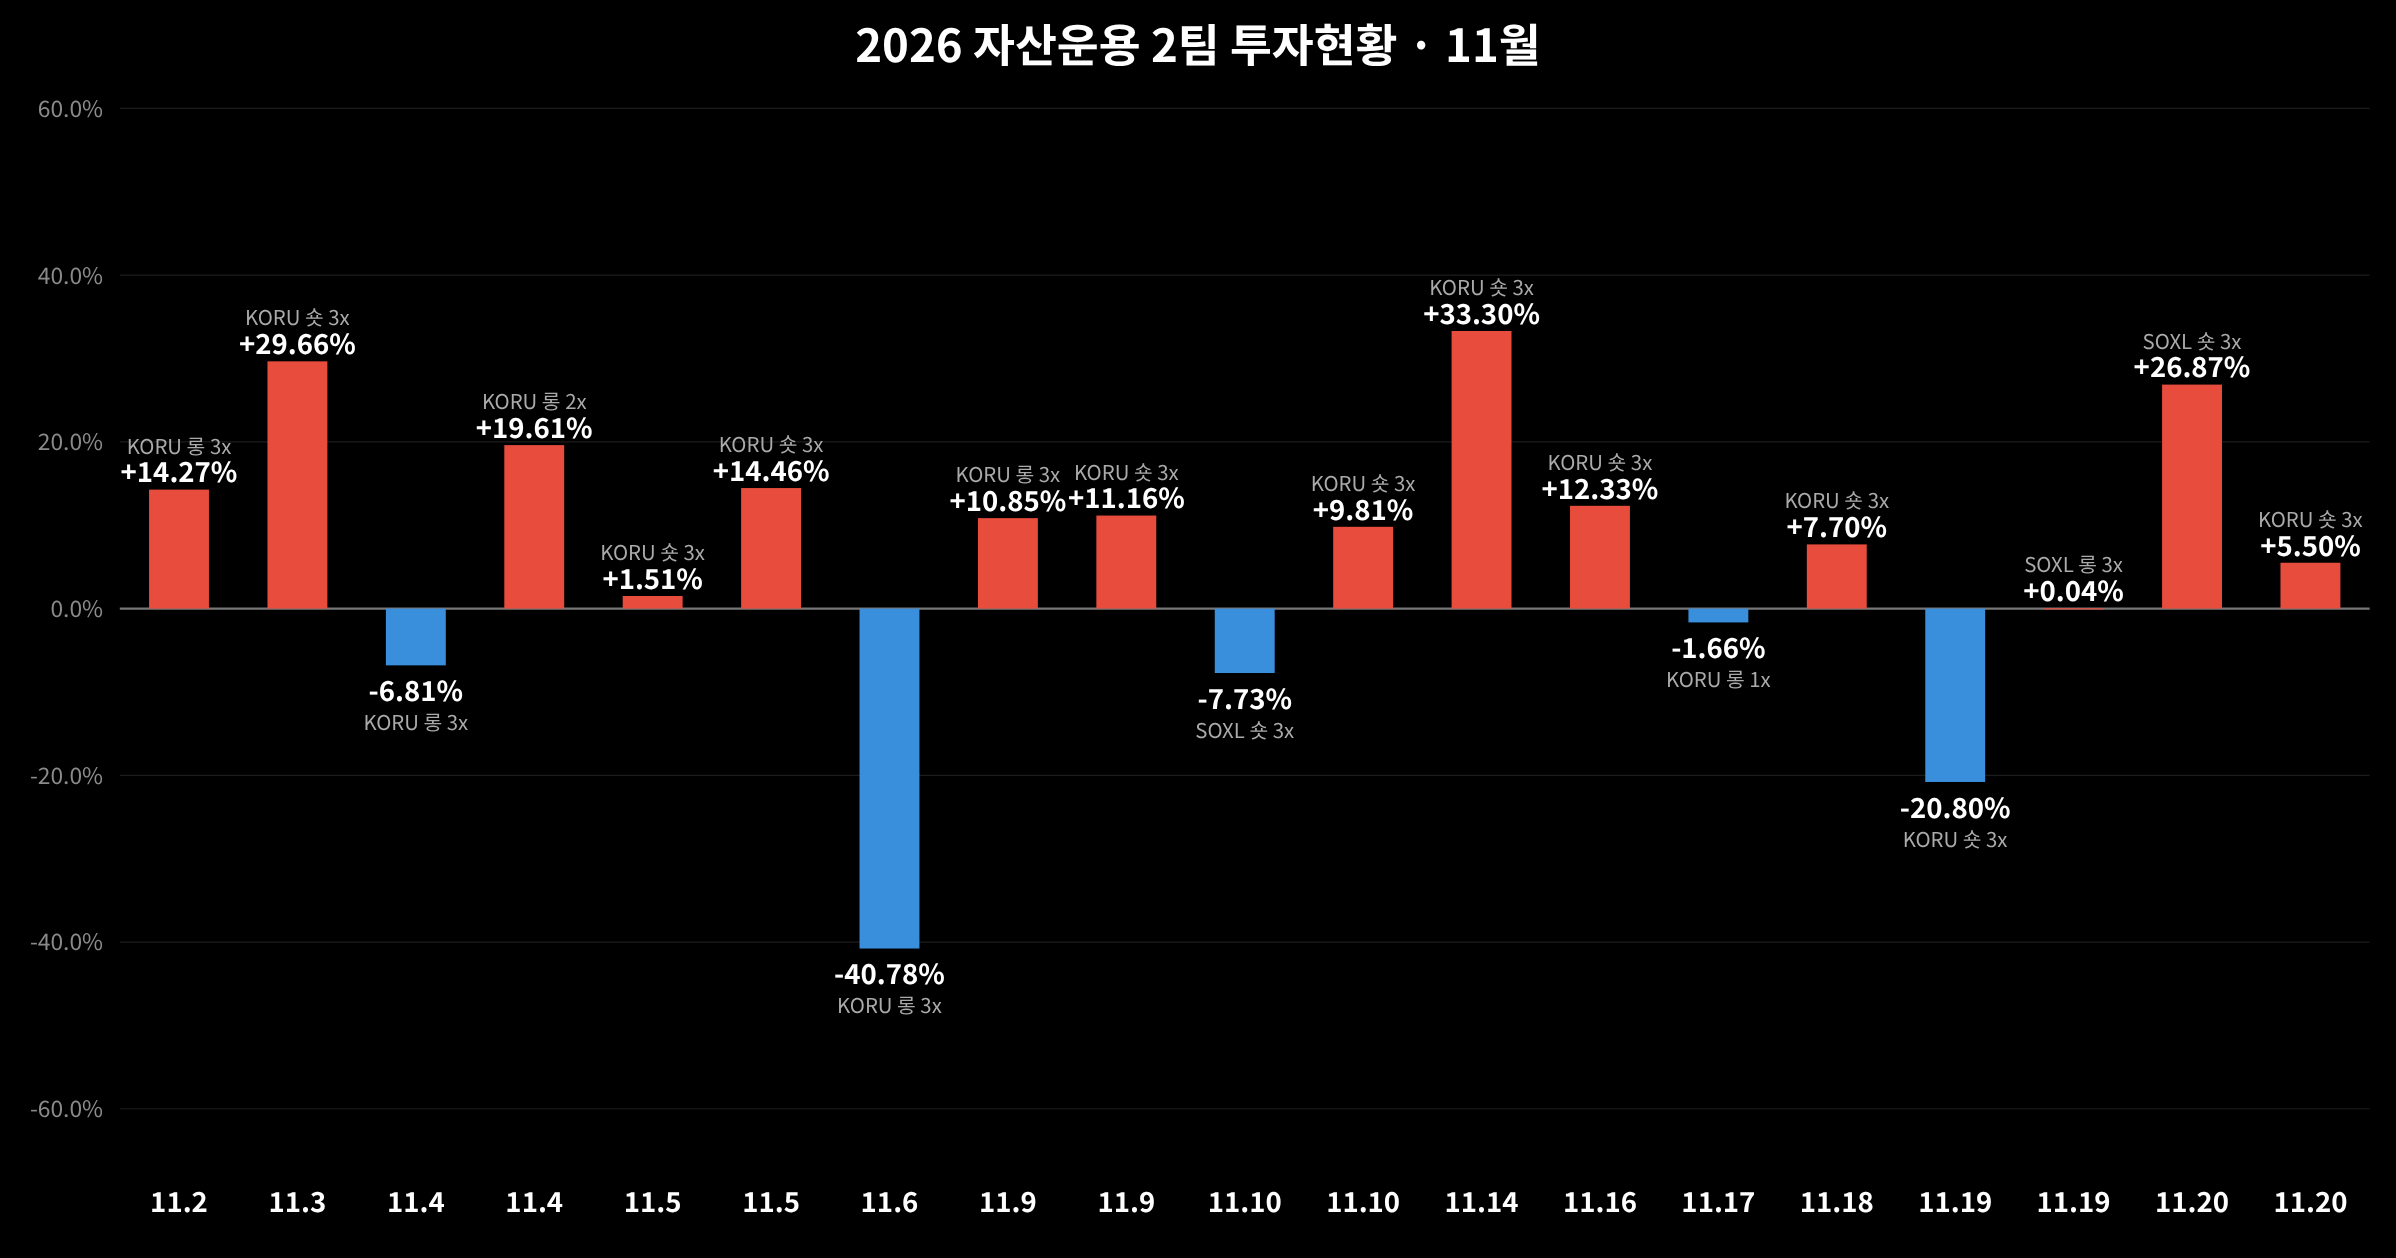 2026 자산운용 2팀 투자현황 · 11월
60.0%
40.0%
20.0%
0.0%
-20.0%
-40.0%
-60.0%
KORU 롱 3x
+14.27%
KORU 숏 3x
+29.66%
-6.81%
KORU 롱 3x
KORU 롱 2x
+19.61%
KORU 숏 3x
+1.51%
KORU 숏 3x
+14.46%
-40.78%
KORU 롱 3x
KORU 롱 3x
+10.85%
KORU 숏 3x
+11.16%
-7.73%
SOXL 숏 3x
KORU 숏 3x
+9.81%
KORU 숏 3x
+33.30%
KORU 숏 3x
+12.33%
-1.66%
KORU 롱 1x
KORU 숏 3x
+7.70%
-20.80%
KORU 숏 3x
SOXL 롱 3x
+0.04%
SOXL 숏 3x
+26.87%
KORU 숏 3x
+5.50%
11.2 11.3 11.4 11.4 11.5 11.5 11.6 11.9 11.9 11.10 11.10 11.14 11.16 11.17 11.18 11.19 11.19 11.20 11.20